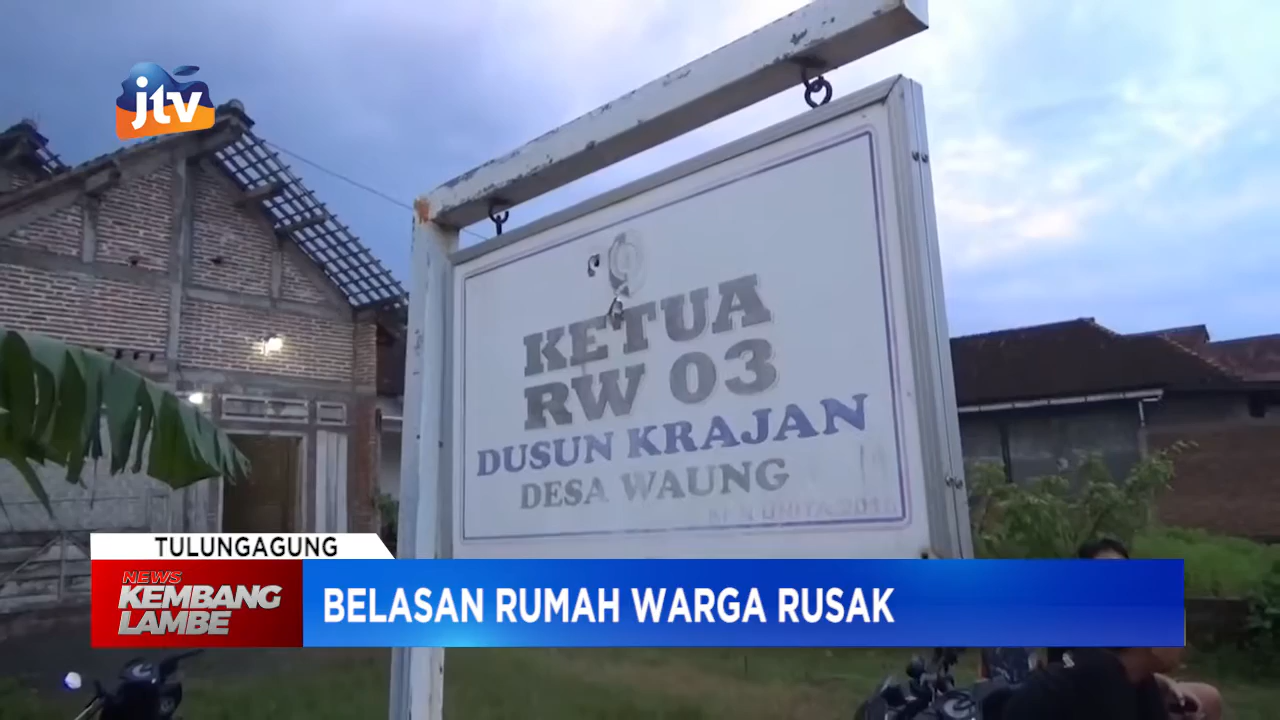 jtv
KETUA
RW 03
DUSUN KRAJAN
DESA WAUNG
TULUNGAGUNG
NEWS
KEMBANG
LAMBE
BELASAN RUMAH WARGA RUSAK